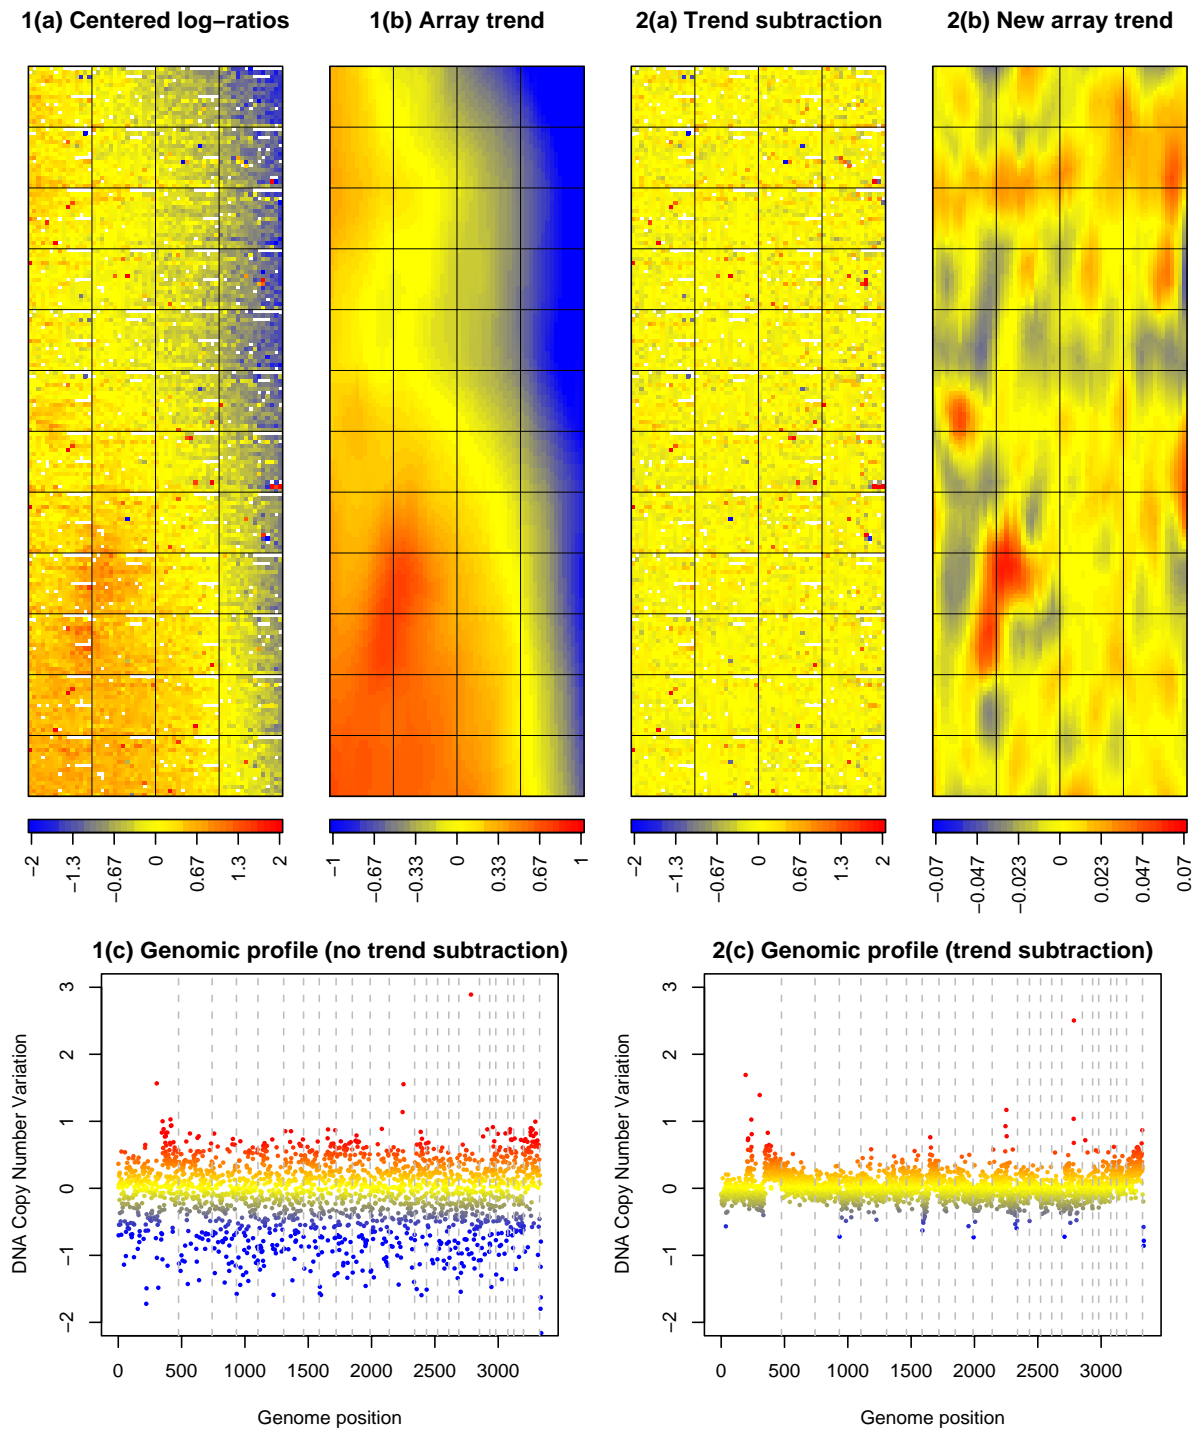 1(a) Centered log−ratios 1(b) Array trend 2(a) Trend subtraction 2(b) New array trend
−2 −1.3 −0.67 0 0.67 1.3 2
−1 −0.67 −0.33 0 0.33 0.67 1
−2 −1.3 −0.67 0 0.67 1.3 2
−0.07 −0.047 −0.023 0 0.023 0.047 0.07
1(c) Genomic profile (no trend subtraction)
DNA Copy Number Variation
3
2
1
0
−1
−2
0 500 1000 1500 2000 2500 3000
Genome position
2(c) Genomic profile (trend subtraction)
DNA Copy Number Variation
3
2
1
0
−1
−2
0 500 1000 1500 2000 2500 3000
Genome position